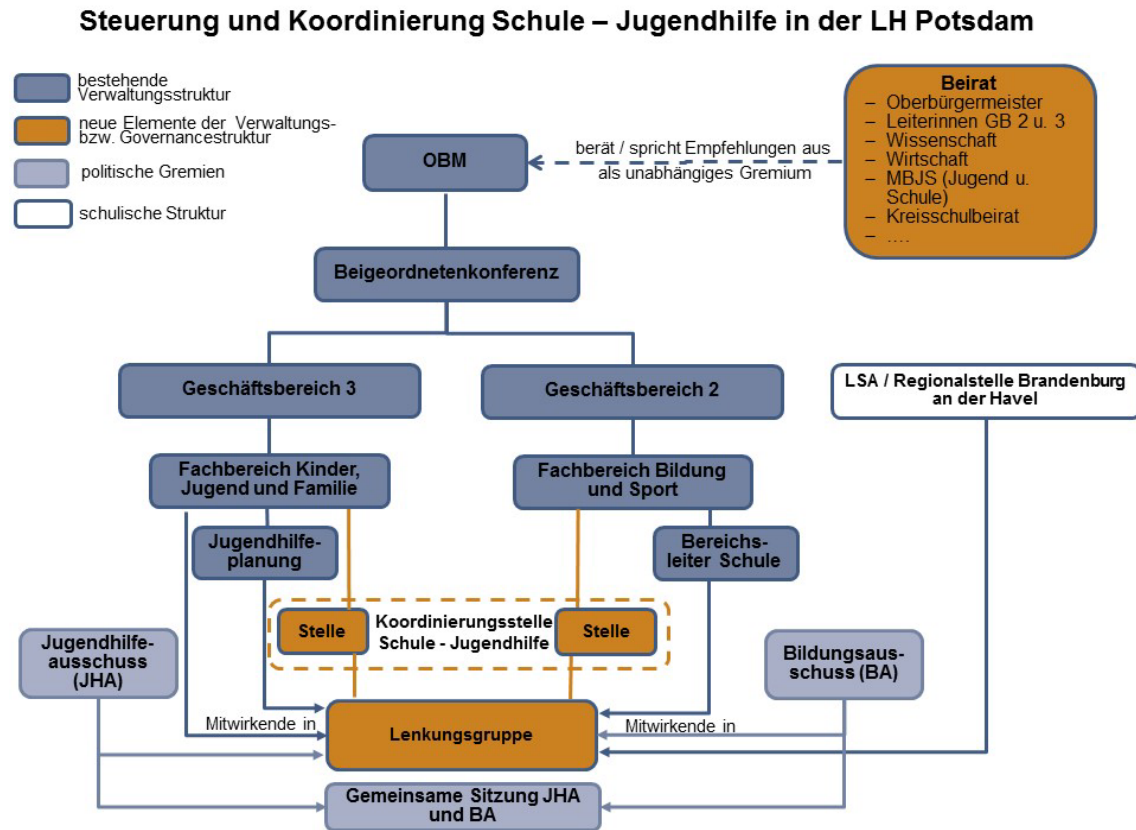 Steuerung und Koordinierung Schule – Jugendhilfe in der LH Potsdam
bestehende
Verwaltungsstruktur
neue Elemente der Verwaltungs-
bzw. Governancestruktur
politische Gremien
schulische Struktur
OBM
berät / spricht Empfehlungen aus
als unabhängiges Gremium
Beirat
– Oberbürgermeister
– Leiterinnen GB 2 u. 3
– Wissenschaft
– Wirtschaft
– MBJS (Jugend u.
Schule)
– Kreisschulbeirat
– ....
Beigeordnetenkonferenz
Geschäftsbereich 3
Geschäftsbereich 2
LSA / Regionalstelle Brandenburg
an der Havel
Fachbereich Kinder,
Jugend und Familie
Fachbereich Bildung
und Sport
Jugendhilfe-
planung
Bereichs-
leiter Schule
Stelle
Koordinierungsstelle
Schule - Jugendhilfe
Stelle
Jugendhilfe-
ausschuss
(JHA)
Bildungsaus-
schuss (BA)
Mitwirkende in
Lenkungsgruppe
Mitwirkende in
Gemeinsame Sitzung JHA
und BA